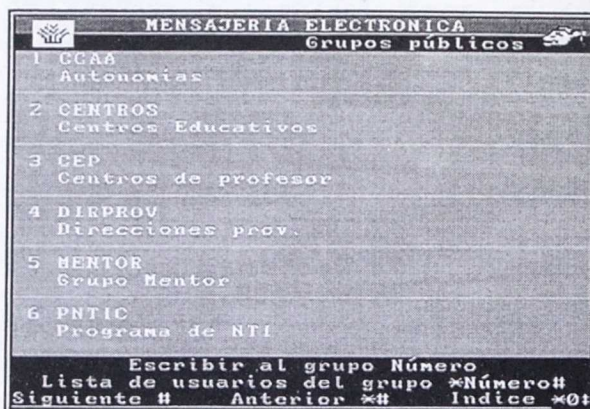 MENSAJERIA ELECTRONICA
Grupos públicos
1 CCAA
Autonomias
2 CENTROS
Centros Educativos
3 CEP
Centros de profesor
4 DIRPROV
Direcciones prov.
5 MENTOR
Grupo Mentor
6 PNTIC
Programa de NTI
Escribir al grupo Número
Lista de usuarios del grupo *Número#
Siguiente # Anterior *# Indice *0#